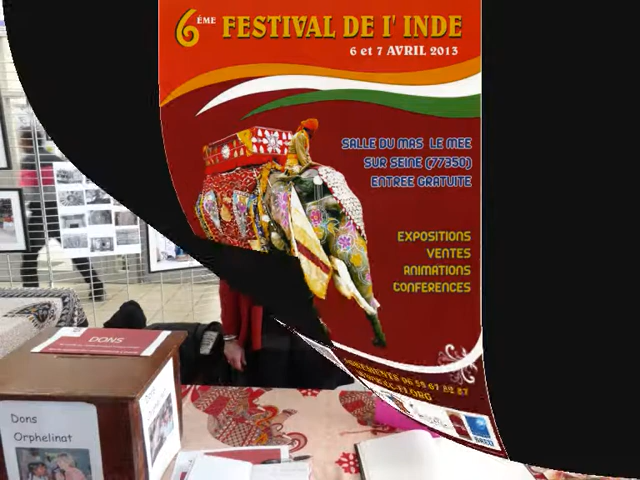 6ÈME FESTIVAL DE l' INDE
6 et 7 AVRIL 2013
SALLE DU MAS LE MEE
SUR SEINE (77350)
ENTREE GRATUITE
EXPOSITIONS
VENTES
ANIMATIONS
CONFERENCES
DONS
Dons
Orphelinat